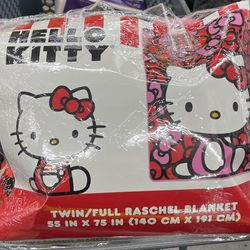 HELLO
KITTY
TWIN/FULL RASCHEL BLANKET
55 IN X 75 IN (140 CM X 191 CM)